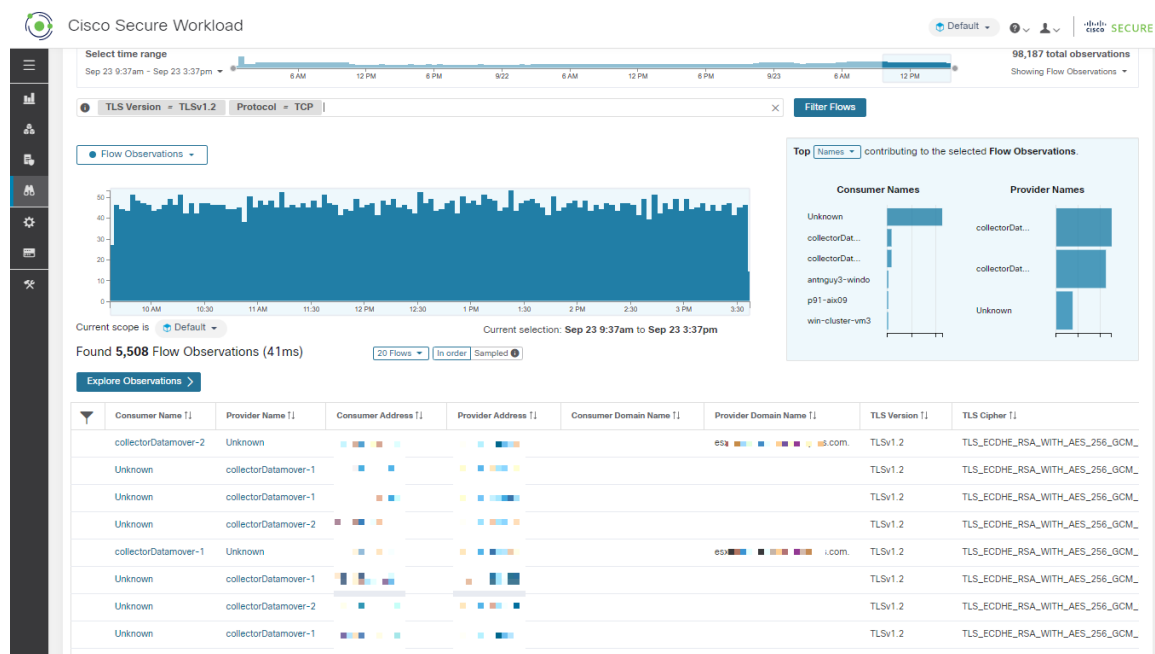 Cisco Secure Workload
Default
CISCO SECURE
Select time range
98,187 total observations
Sep 23 9:37am - Sep 23 3:37pm
Showing Flow Observations
6 AM 12 PM 6 PM 9/22 6 AM 12 PM 6 PM 9/23 6 AM 12 PM
TLS Version = TLSv1.2 Protocol = TCP
Filter Flows
Flow Observations
Top Names contributing to the selected Flow Observations.
Consumer Names Provider Names
Unknown
collectorDat...
collectorDat...
antnguy3-windo
p91-aix09
win-cluster-vm3
collectorDat...
collectorDat...
Unknown
50
40
30
20
10
0
10 AM 10:30 11 AM 11:30 12 PM 12:30 1 PM 1:30 2 PM 2:30 3 PM 3:30
Current scope is Default
Current selection: Sep 23 9:37am to Sep 23 3:37pm
Found 5,508 Flow Observations (41ms)
20 Flows In order Sampled
Explore Observations
Consumer Name Provider Name Consumer Address Provider Address Consumer Domain Name Provider Domain Name TLS Version TLS Cipher
collectorDatamover-2 Unknown s.com. TLSv1.2 TLS_ECDHE_RSA_WITH_AES_256_GCM_
Unknown collectorDatamover-1 TLSv1.2 TLS_ECDHE_RSA_WITH_AES_256_GCM_
Unknown collectorDatamover-1 TLSv1.2 TLS_ECDHE_RSA_WITH_AES_256_GCM_
Unknown collectorDatamover-2 TLSv1.2 TLS_ECDHE_RSA_WITH_AES_256_GCM_
collectorDatamover-1 Unknown .com. TLSv1.2 TLS_ECDHE_RSA_WITH_AES_256_GCM_
Unknown collectorDatamover-1 TLSv1.2 TLS_ECDHE_RSA_WITH_AES_256_GCM_
Unknown collectorDatamover-2 TLSv1.2 TLS_ECDHE_RSA_WITH_AES_256_GCM_
Unknown collectorDatamover-1 TLSv1.2 TLS_ECDHE_RSA_WITH_AES_256_GCM_